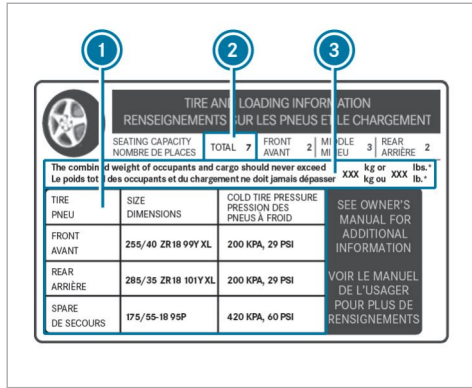 1 2 3
TIRE AND LOADING INFORMATION
RENSEIGNEMENTS SUR LES PNEUS ET LE CHARGEMENT
SEATING CAPACITY
NOMBRE DE PLACES
TOTAL 7
FRONT
AVANT 2
MIDDLE
MILIEU 3
REAR
ARRIÈRE 2
The combined weight of occupants and cargo should never exceed XXX kg or XXX lbs.*
Le poids total des occupants et du chargement ne doit jamais dépasser XXX kg ou XXX lb.*
TIRE
PNEU
SIZE
DIMENSIONS
COLD TIRE PRESSURE
PRESSION DES
PNEUS À FROID
FRONT
AVANT
255/40 ZR18 99Y XL
200 KPA, 29 PSI
REAR
ARRIÈRE
285/35 ZR18 101Y XL
200 KPA, 29 PSI
SPARE
DE SECOURS
175/55-18 95P
420 KPA, 60 PSI
SEE OWNER'S
MANUAL FOR
ADDITIONAL
INFORMATION
VOIR LE MANUEL
DE L'USAGER
POUR PLUS DE
RENSIGNEMENTS